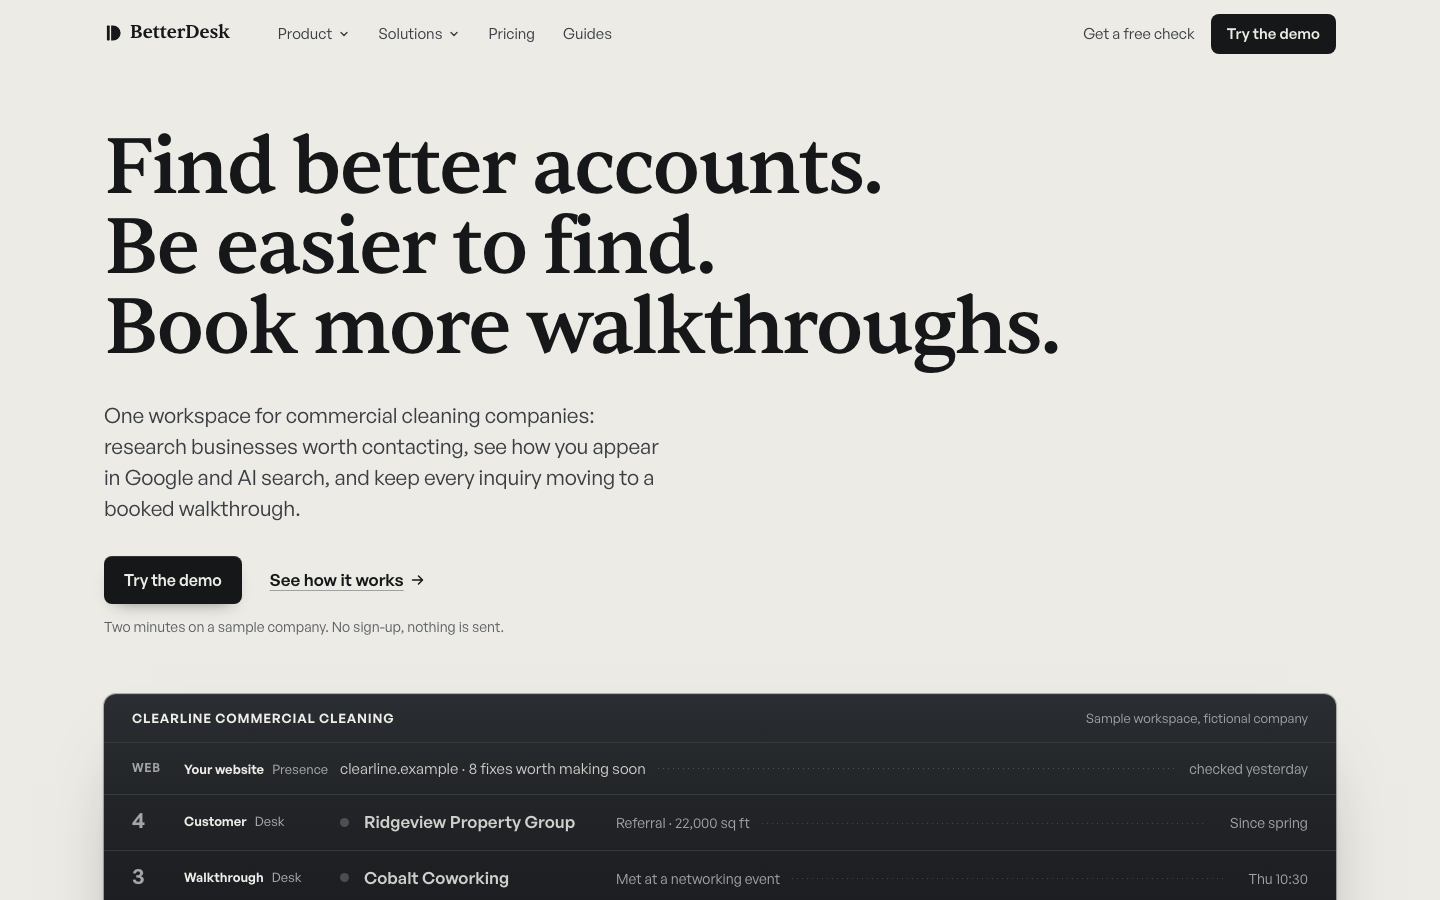 BetterDesk Product Solutions Pricing Guides Get a free check Try the demo
Find better accounts.
Be easier to find.
Book more walkthroughs.
One workspace for commercial cleaning companies:
research businesses worth contacting, see how you appear
in Google and AI search, and keep every inquiry moving to a
booked walkthrough.
Try the demo See how it works →
Two minutes on a sample company. No sign-up, nothing is sent.
CLEARLINE COMMERCIAL CLEANING Sample workspace, fictional company
WEB Your website Presence clearline.example · 8 fixes worth making soon checked yesterday
4 Customer Desk Ridgeview Property Group Referral · 22,000 sq ft Since spring
3 Walkthrough Desk Cobalt Coworking Met at a networking event Thu 10:30